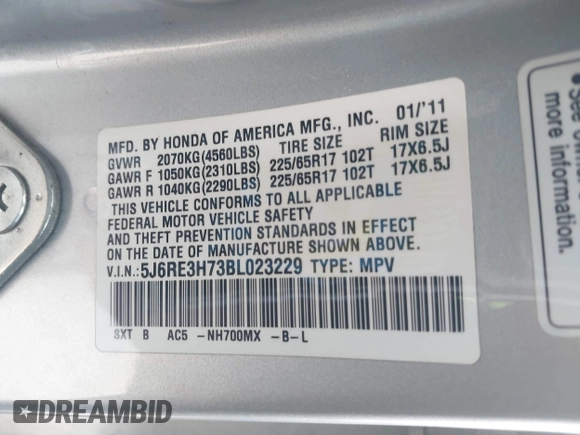 MFD. BY HONDA OF AMERICA MFG., INC. 01/'11
GVWR 2070KG(4560LBS) TIRE SIZE RIM SIZE
GAWR F 1050KG(2310LBS) 225/65R17 102T 17X6.5J
GAWR R 1040KG(2290LBS) 225/65R17 102T 17X6.5J
THIS VEHICLE CONFORMS TO ALL APPLICABLE
FEDERAL MOTOR VEHICLE SAFETY
AND THEFT PREVENTION STANDARDS IN EFFECT
ON THE DATE OF MANUFACTURE SHOWN ABOVE.
V.I.N.:5J6RE3H73BL023229 TYPE: MPV
SXT B AC5 -NH700MX -B-L
See
DREAMBID